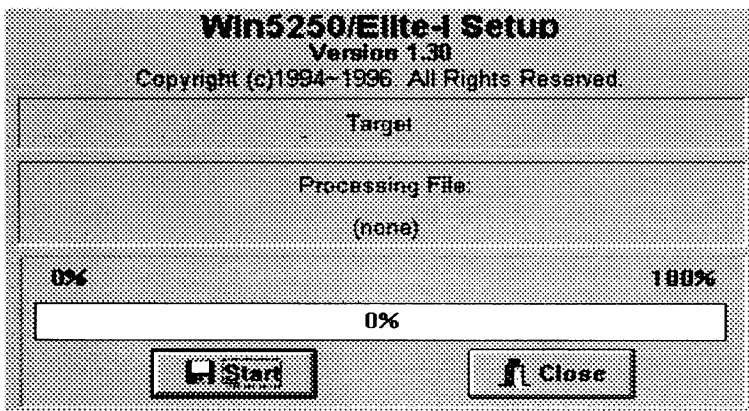 Win5250/Elite-I Setup
Version 1.30
Copyright (c)1994~1996 All Rights Reserved.
Target
Processing File:
(none)
0% 100%
0%
Start Close